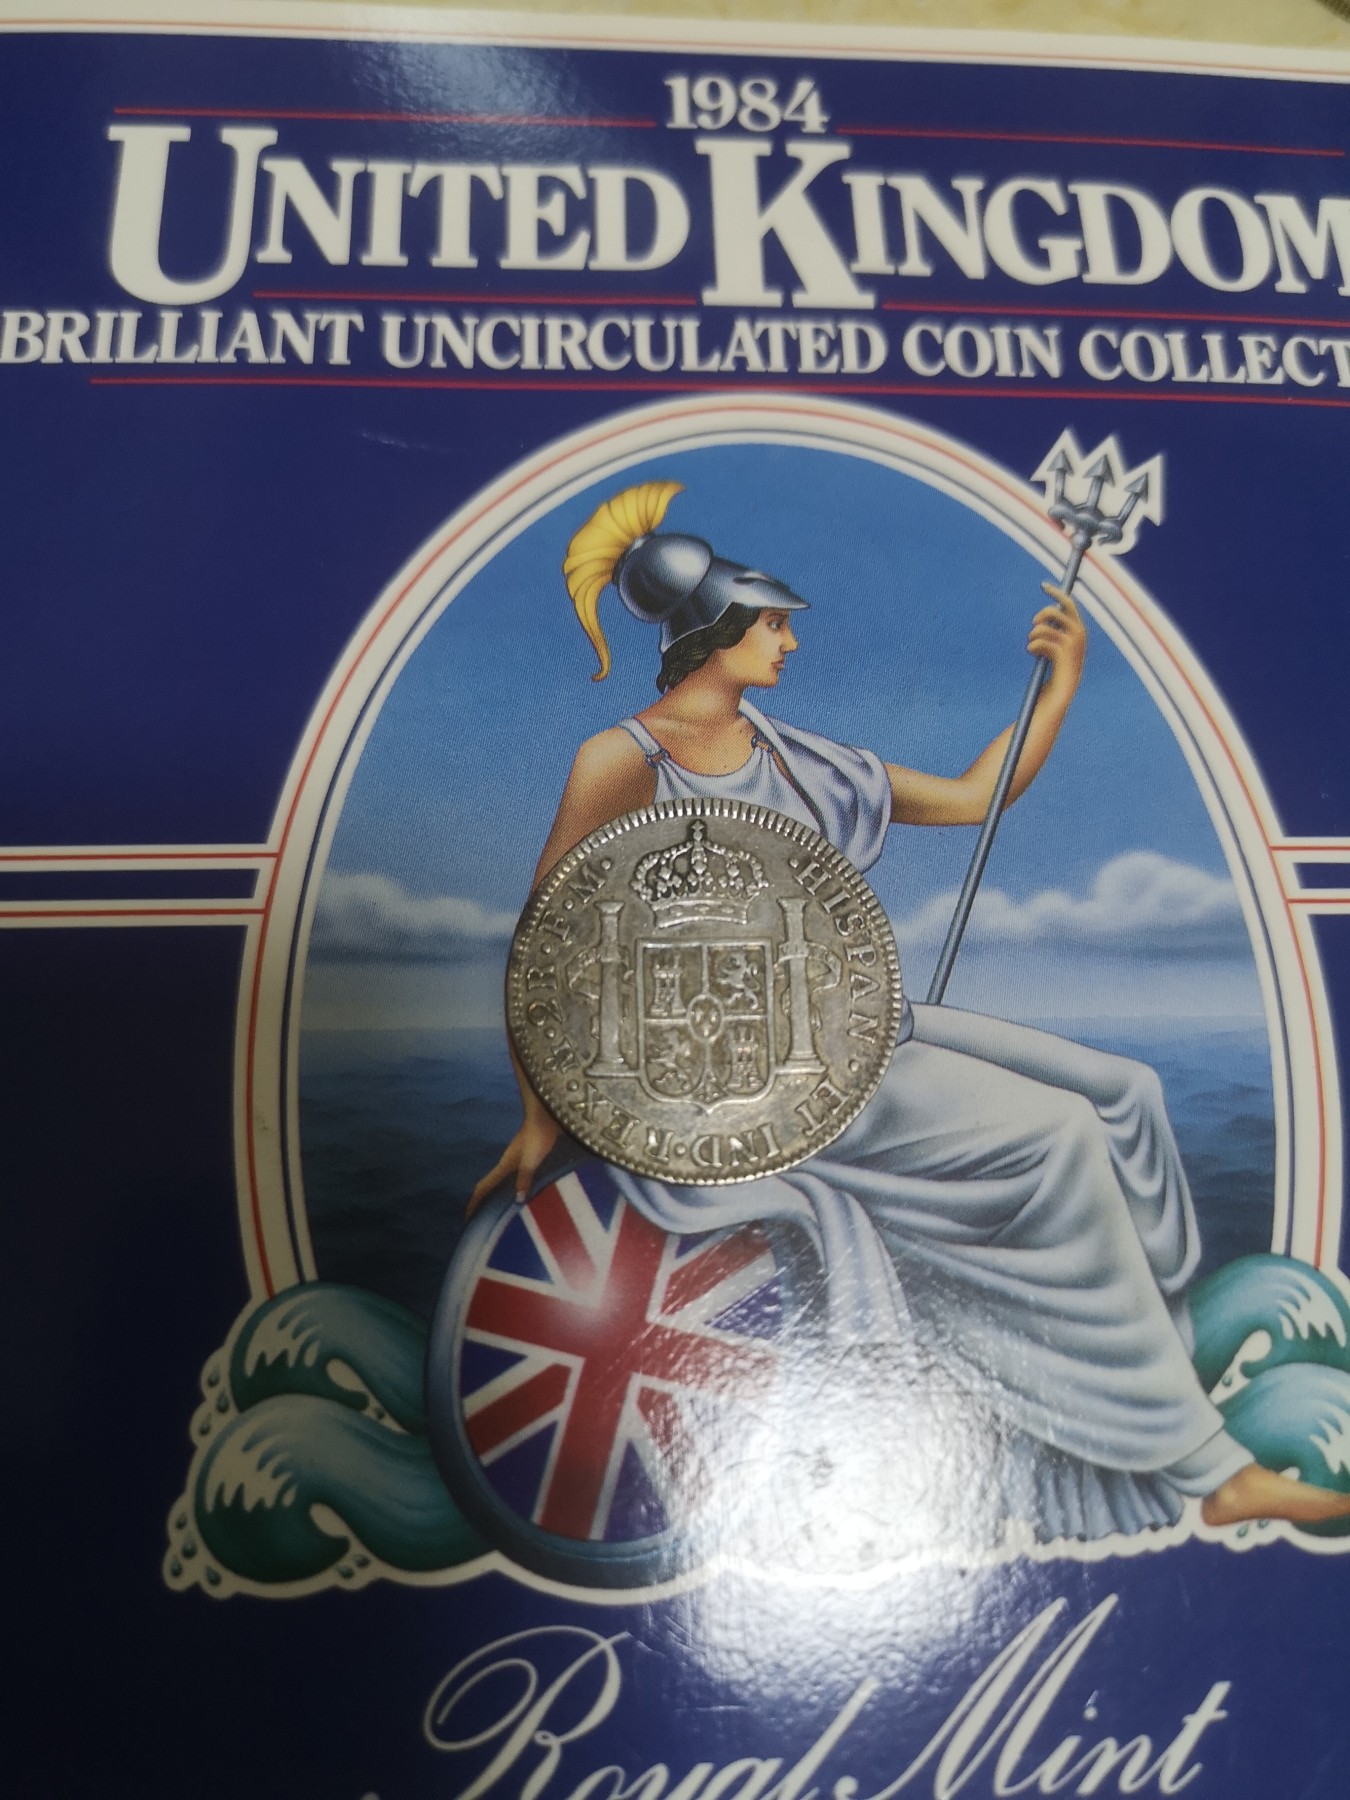 1984
UNITED KINGDOM
BRILLIANT UNCIRCULATED COIN COLLECT
·HISPAN·ET IND·REX·M·2R·F·M·
Royal Mint